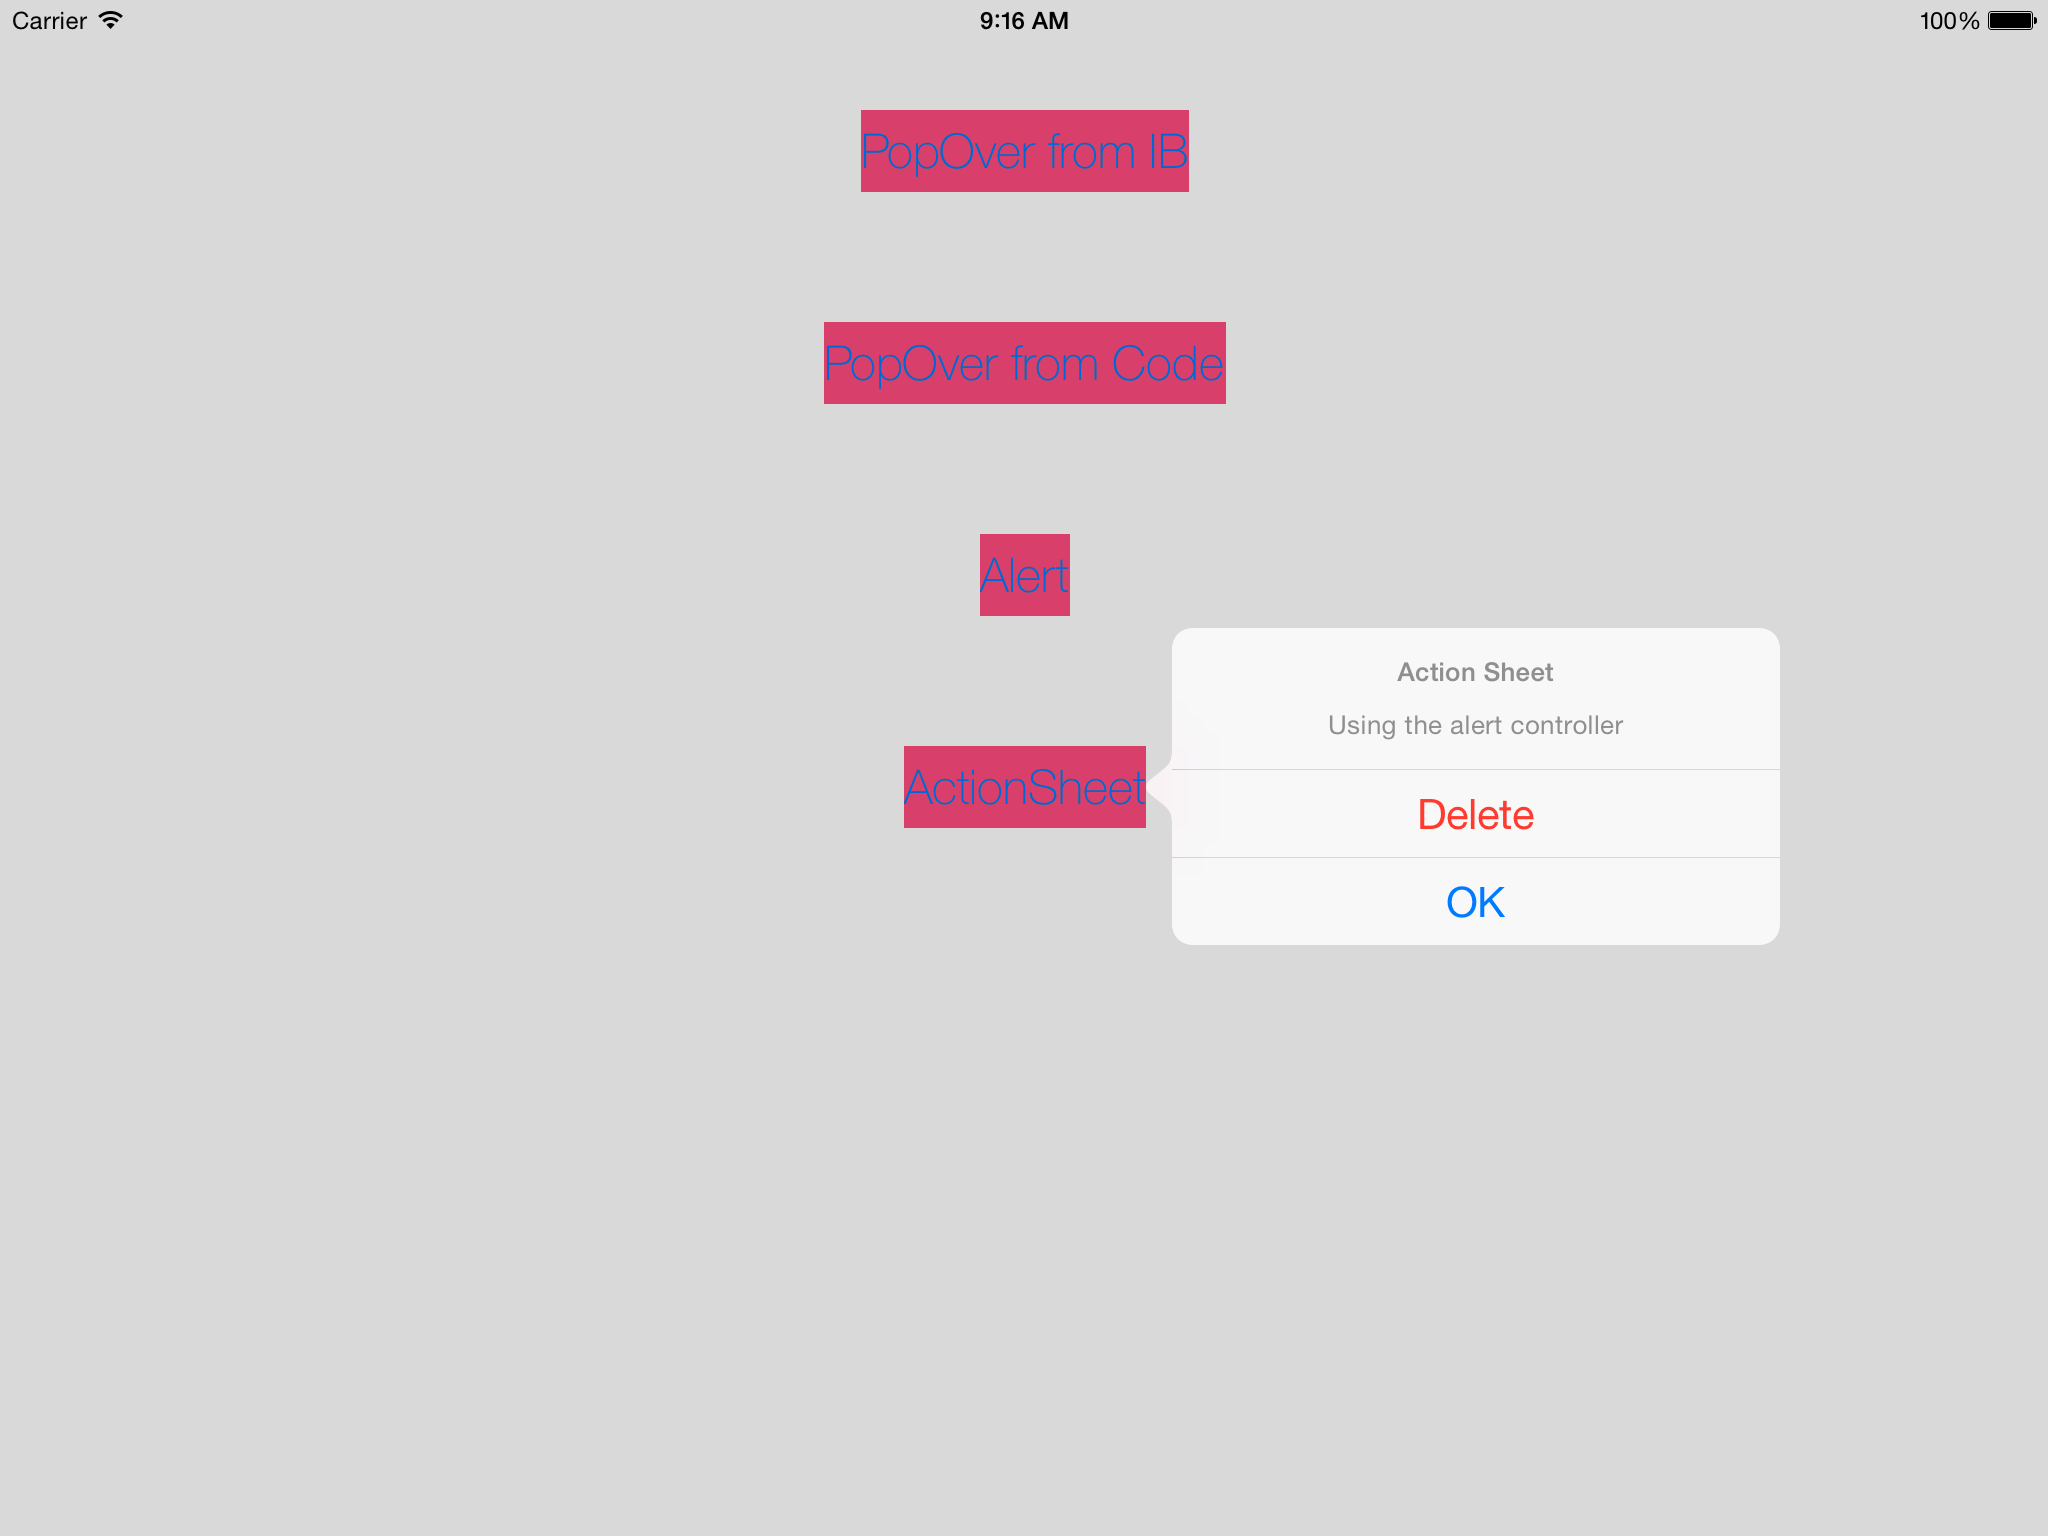 Carrier 9:16 AM 100%
PopOver from IB
PopOver from Code
Alert
ActionSheet
Action Sheet
Using the alert controller
Delete
OK